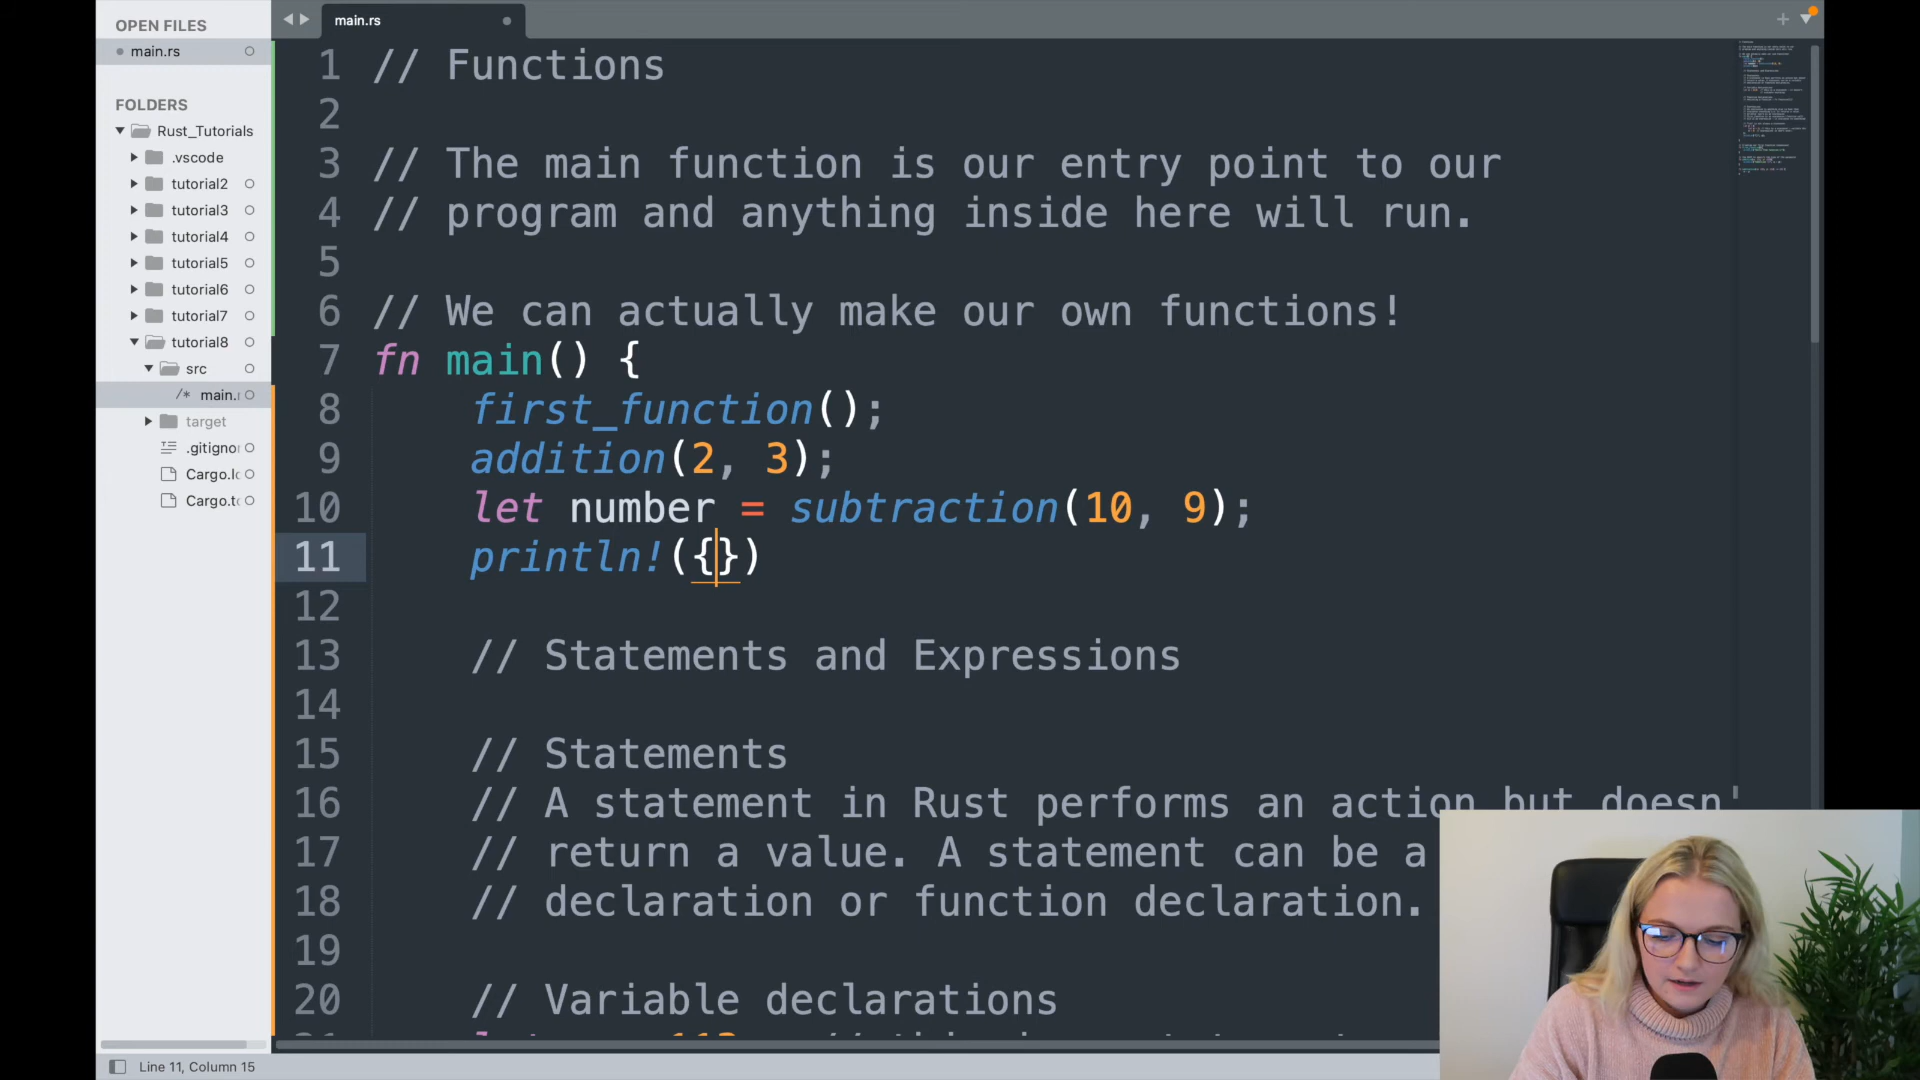 OPEN FILES
main.rs
FOLDERS
Rust_Tutorials
.vscode
tutorial2
tutorial3
tutorial4
tutorial5
tutorial6
tutorial7
tutorial8
src
/* main.
target
.gitigno
Cargo.l
Cargo.t
main.rs
1 // Functions
2
3 // The main function is our entry point to our
4 // program and anything inside here will run.
5
6 // We can actually make our own functions!
7 fn main() {
8 first_function();
9 addition(2, 3);
10 let number = subtraction(10, 9);
11 println!({})
12
13 // Statements and Expressions
14
15 // Statements
16 // A statement in Rust performs an action but doesn'
17 // return a value. A statement can be a
18 // declaration or function declaration.
19
20 // Variable declarations
Line 11, Column 15